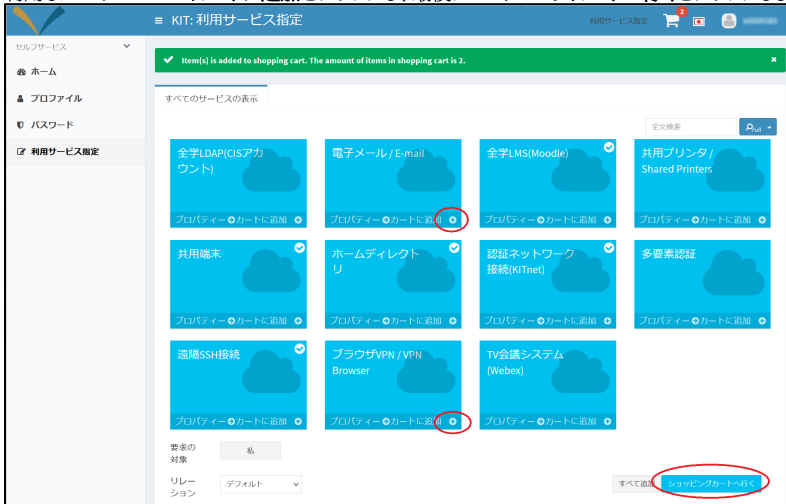 ≡ KIT: 利用サービス指定
利用サービス指定
2
セルフサービス
ホーム
プロファイル
パスワード
利用サービス指定
Item(s) is added to shopping cart. The amount of items in shopping cart is 2.
×
すべてのサービスの表示
全文検索
full
全学LDAP(CISアカ
ウント)
プロパティー カートに追加
電子メール / E-mail
プロパティー カートに追加
全学LMS(Moodle)
プロパティー カートに追加
共用プリンタ /
Shared Printers
プロパティー カートに追加
共用端末
プロパティー カートに追加
ホームディレクト
リ
プロパティー カートに追加
認証ネットワーク
接続(KITnet)
プロパティー カートに追加
多要素認証
プロパティー カートに追加
遠隔SSH接続
プロパティー カートに追加
ブラウザVPN / VPN
Browser
プロパティー カートに追加
TV会議システム
(Webex)
プロパティー カートに追加
要求の
対象
私
リレー
ション
デフォルト
すべて追加
ショッピングカートへ行く